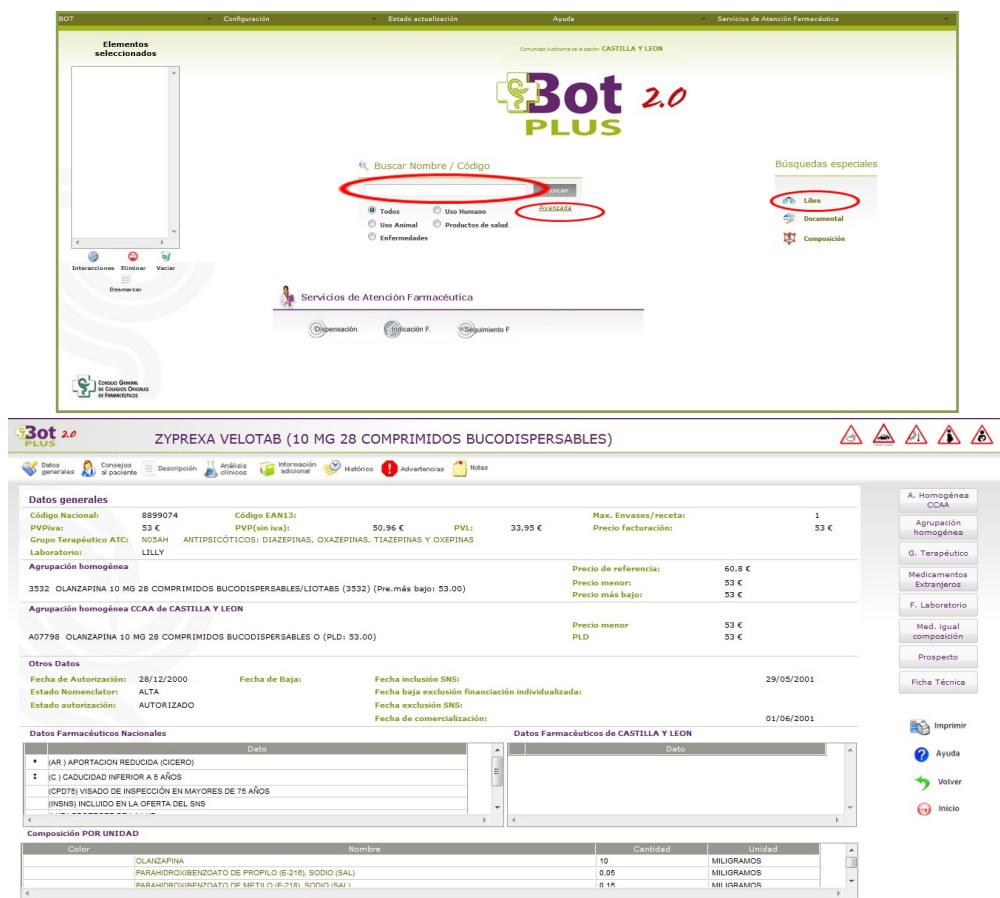 BOT Configuración Estado actualización Ayuda Servicios de Atención Farmacéutica
Elementos
seleccionados
Comunidad Autónoma de la sesión: CASTILLA Y LEON
Bot 2.0
PLUS
Buscar Nombre / Código
Buscar
Avanzada
Todos Uso Humano
Uso Animal Productos de salud
Enfermedades
Búsquedas especiales
Libre
Documental
Composición
Interacciones Eliminar Vaciar
Desmarcar
Servicios de Atención Farmacéutica
Dispensación Indicación F. Seguimiento F
CONSEJO GENERAL
DE COLEGIOS OFICIALES
DE FARMACÉUTICOS
Bot 2.0
PLUS
ZYPREXA VELOTAB (10 MG 28 COMPRIMIDOS BUCODISPERSABLES)
Datos generales Consejos al paciente Descripción Análisis clínicos Información adicional Histórico Advertencias Notas
Datos generales
Código Nacional: 8899074 Código EAN13: Max. Envases/receta: 1
PVPiva: 53 € PVP(sin iva): 50,96 € PVL: 33,95 € Precio facturación: 53 €
Grupo Terapéutico ATC: N05AH ANTIPSICÓTICOS: DIAZEPINAS, OXAZEPINAS, TIAZEPINAS Y OXEPINAS
Laboratorio: LILLY
Agrupación homogénea Precio de referencia: 60,8 €
Precio menor: 53 €
3532 OLANZAPINA 10 MG 28 COMPRIMIDOS BUCODISPERSABLES/LIOTABS (3532) (Pre.más bajo: 53.00) Precio más bajo: 53 €
Agrupación homogénea CCAA de CASTILLA Y LEON
Precio menor 53 €
A07798 OLANZAPINA 10 MG 28 COMPRIMIDOS BUCODISPERSABLES O (PLD: 53.00) PLD 53 €
Otros Datos
Fecha de Autorización: 28/12/2000 Fecha de Baja: Fecha inclusión SNS: 29/05/2001
Estado Nomenclator: ALTA Fecha baja exclusión financiación individualizada:
Estado autorización: AUTORIZADO Fecha exclusión SNS:
Fecha de comercialización: 01/06/2001
Datos Farmacéuticos Nacionales Datos Farmacéuticos de CASTILLA Y LEON
Dato Dato
(AR ) APORTACION REDUCIDA (CICERO)
(C ) CADUCIDAD INFERIOR A 5 AÑOS
(CPD75) VISADO DE INSPECCIÓN EN MAYORES DE 75 AÑOS
(INSNS) INCLUIDO EN LA OFERTA DEL SNS
Composición POR UNIDAD
Color Nombre Cantidad Unidad
OLANZAPINA 10 MILIGRAMOS
PARAHIDROXIBENZOATO DE PROPILO (E-216), SODIO (SAL) 0,05 MILIGRAMOS
PARAHIDROXIBENZOATO DE METILO (E-218), SODIO (SAL) 0,15 MILIGRAMOS
A. Homogénea
CCAA
Agrupación
homogénea
G. Terapéutico
Medicamentos
Extranjeros
F. Laboratorio
Med. igual
composición
Prospecto
Ficha Técnica
Imprimir
Ayuda
Volver
Inicio